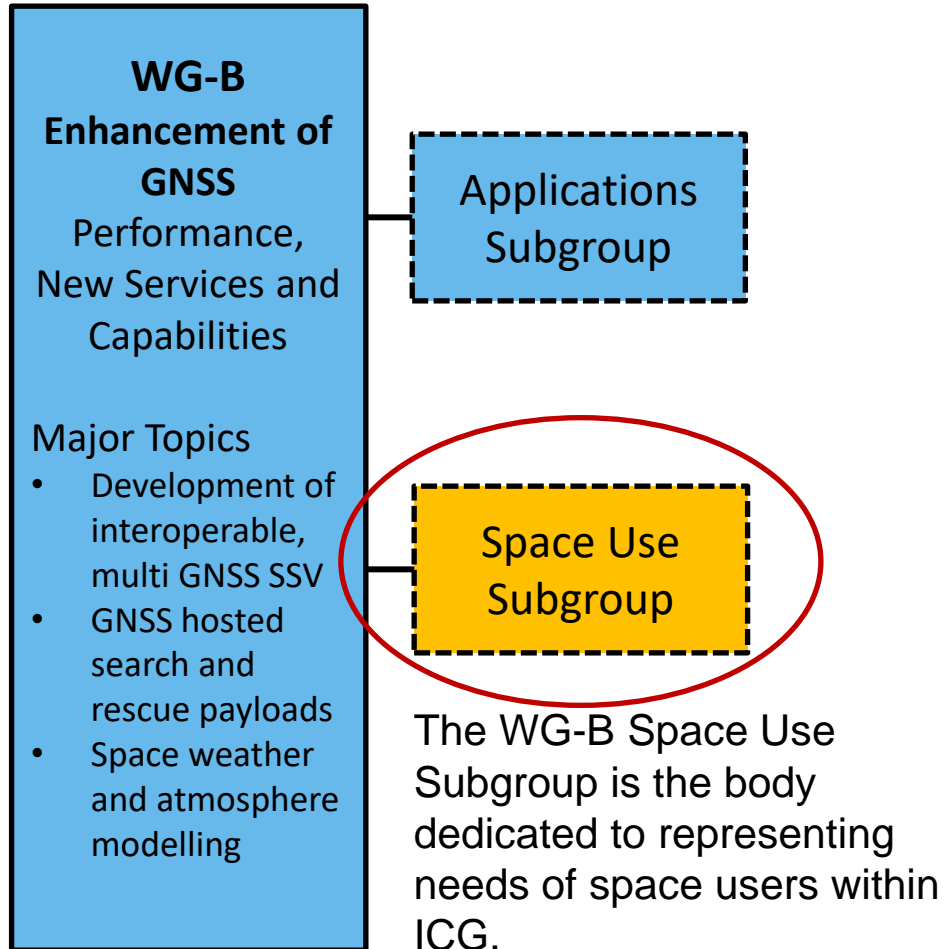 WG-B
Enhancement of
GNSS
Performance,
New Services and
Capabilities
Major Topics
• Development of
interoperable,
multi GNSS SSV
• GNSS hosted
search and
rescue payloads
• Space weather
and atmosphere
modelling
Applications
Subgroup
Space Use
Subgroup
The WG-B Space Use
Subgroup is the body
dedicated to representing
needs of space users within
ICG.